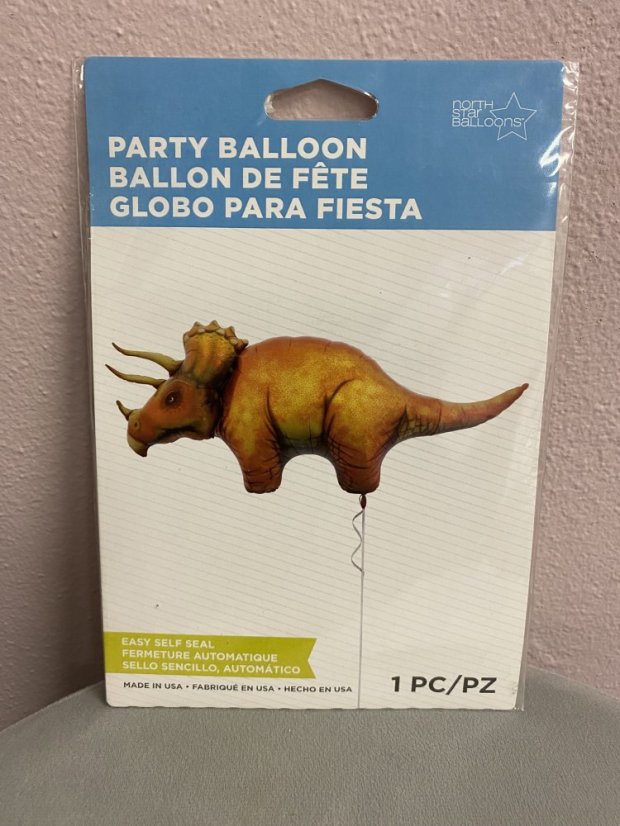 NORTH
STAR
BALLOONS™
PARTY BALLOON
BALLON DE FÊTE
GLOBO PARA FIESTA
EASY SELF SEAL
FERMETURE AUTOMATIQUE
SELLO SENCILLO, AUTOMÁTICO
MADE IN USA • FABRIQUÉ EN USA • HECHO EN USA
1 PC/PZ